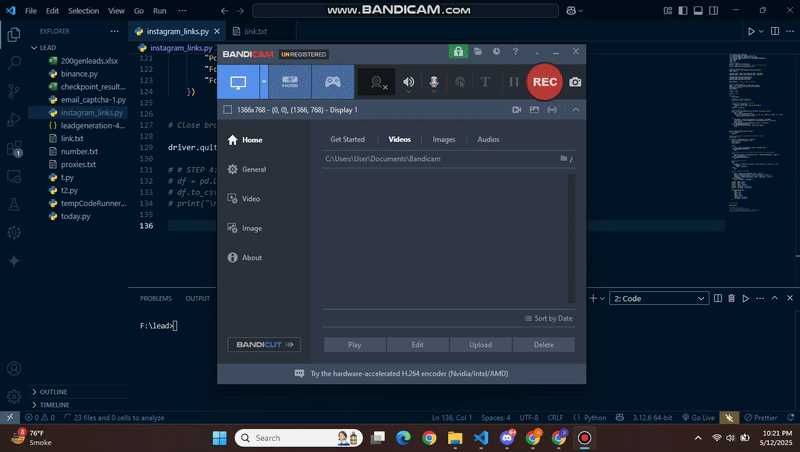 www.BANDICAM.com
File Edit Selection View Go Run ...
EXPLORER
LEAD
200genleads.xlsx
binance.py
checkpoint_result...
email_captcha-1.py
instagram_links.py
leadgeneration-4...
link.txt
number.txt
proxies.txt
t.py
t2.py
tempCodeRunner...
today.py
OUTLINE
TIMELINE
instagram_links.py
link.txt
instagram_links.py
121 "Po
122 "Fo
123 "Fo
124 })
125
126
127 # Close bro
128
129 driver.quit
130
131 # # STEP 4:
132 # df = pd.D
133 # df.to_csv
134 # print("\n
135
136
BANDICAM UNREGISTERED
HDMI
REC
1366x768 - (0, 0), (1366, 768) - Display 1
Home
General
Video
Image
About
BANDICUT
Get Started Videos Images Audios
C:\Users\User\Documents\Bandicam
Sort by Date
Play Edit Upload Delete
Try the hardware-accelerated H.264 encoder (Nvidia/Intel/AMD)
PROBLEMS OUTPUT
2: Code
F:\lead>
0 0 23 files and 0 cells to analyze
Ln 136, Col 1 Spaces: 4 UTF-8 CRLF Python 3.12.6 64-bit Go Live Prettier
76°F
Smoke
Search
10:21 PM
5/12/2025